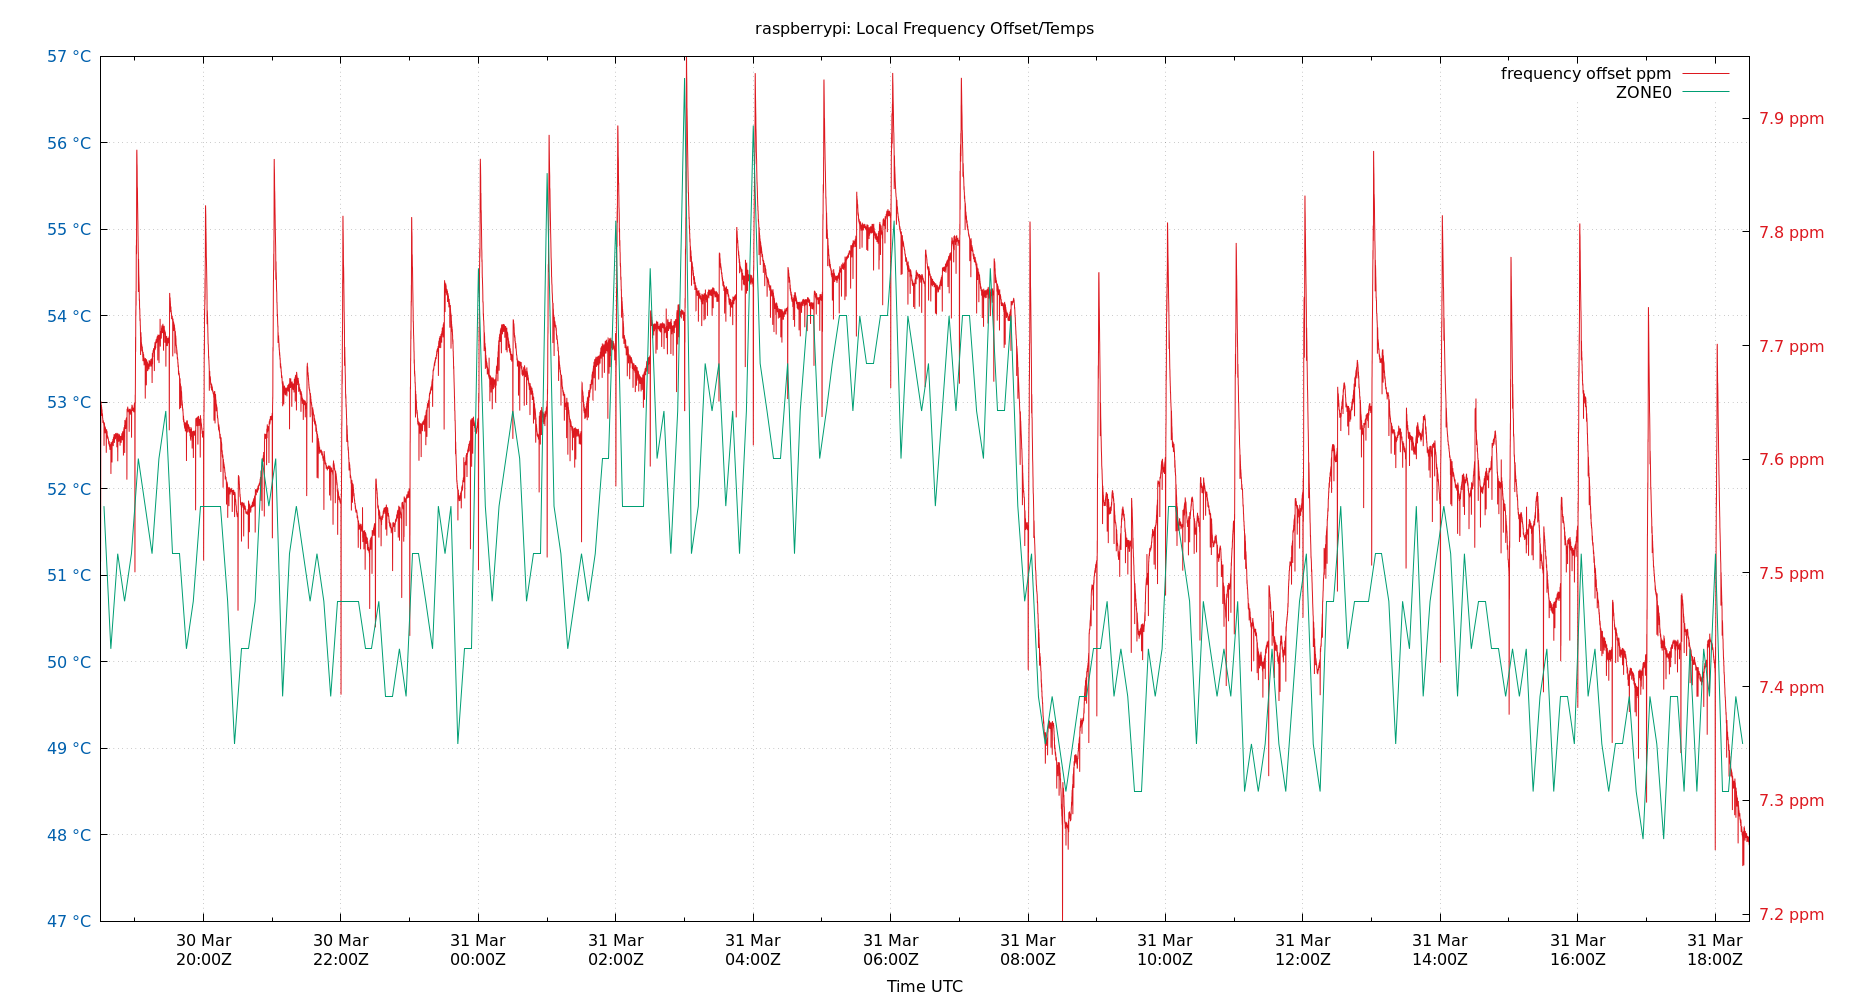 raspberrypi: Local Frequency Offset/Temps
frequency offset ppm
ZONE0
57 °C
56 °C
55 °C
54 °C
53 °C
52 °C
51 °C
50 °C
49 °C
48 °C
47 °C
7.9 ppm
7.8 ppm
7.7 ppm
7.6 ppm
7.5 ppm
7.4 ppm
7.3 ppm
7.2 ppm
30 Mar 30 Mar 31 Mar 31 Mar 31 Mar 31 Mar 31 Mar 31 Mar 31 Mar 31 Mar 31 Mar 31 Mar
20:00Z 22:00Z 00:00Z 02:00Z 04:00Z 06:00Z 08:00Z 10:00Z 12:00Z 14:00Z 16:00Z 18:00Z
Time UTC